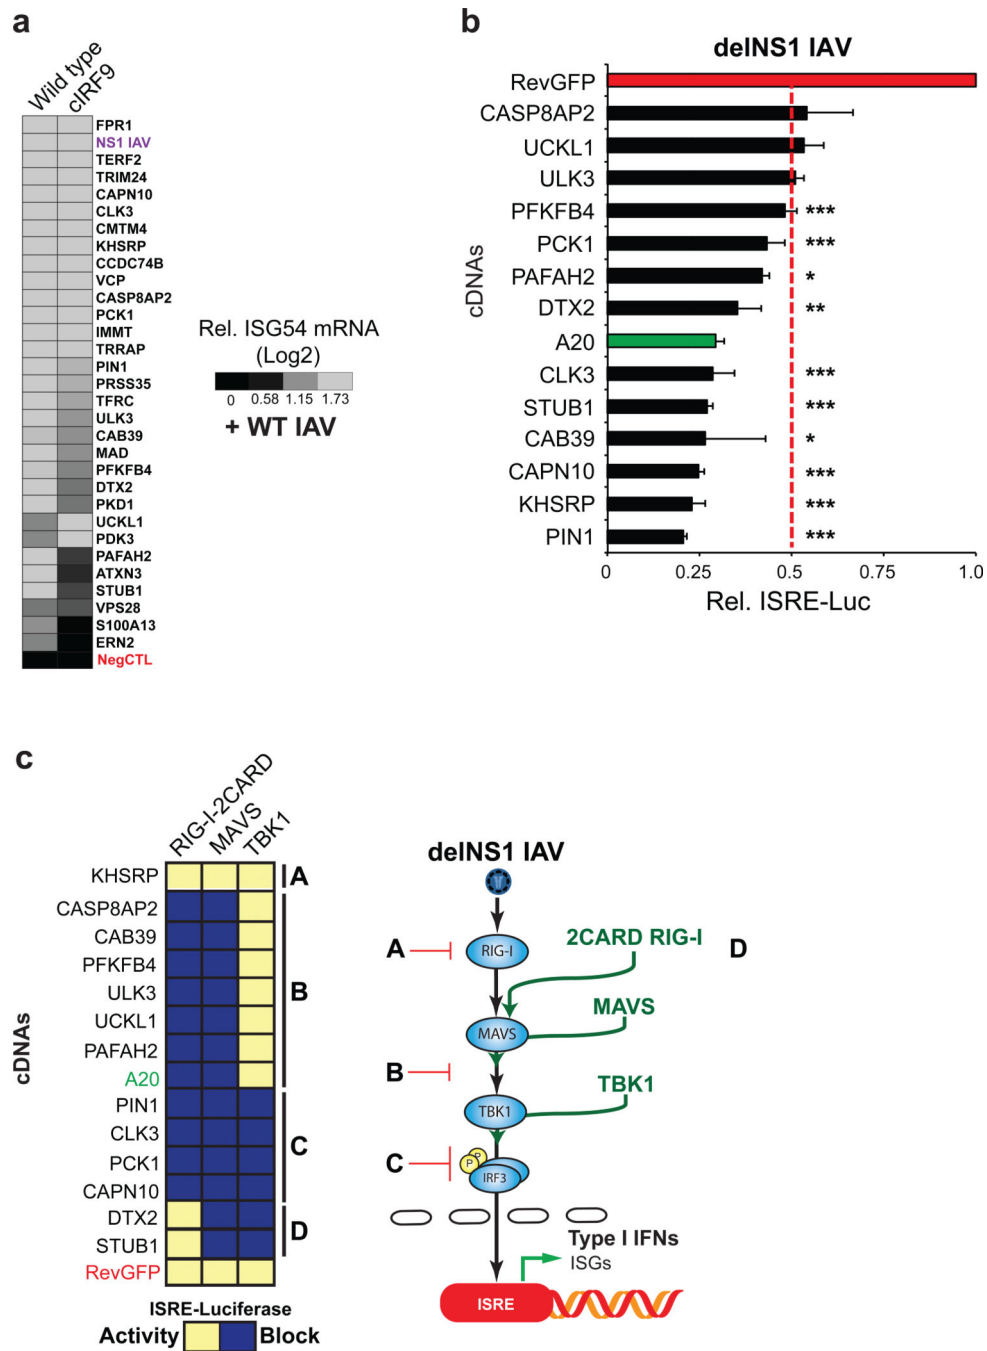 a
Wild type
cIRF9
FPR1
NS1 IAV
TERF2
TRIM24
CAPN10
CLK3
CMTM4
KHSRP
CCDC74B
VCP
CASP8AP2
PCK1
IMMT
TRRAP
PIN1
PRSS35
TFRC
ULK3
CAB39
MAD
PFKFB4
DTX2
PKD1
UCKL1
PDK3
PAFAH2
ATXN3
STUB1
VPS28
S100A13
ERN2
NegCTL
Rel. ISG54 mRNA
(Log2)
0 0.58 1.15 1.73
+ WT IAV
b
delNS1 IAV
cDNAs
RevGFP
CASP8AP2
UCKL1
ULK3
PFKFB4 ***
PCK1 ***
PAFAH2 *
DTX2 **
A20
CLK3 ***
STUB1 ***
CAB39 *
CAPN10 ***
KHSRP ***
PIN1 ***
0 0.25 0.5 0.75 1.0
Rel. ISRE-Luc
c
RIG-I-2CARD
MAVS
TBK1
cDNAs
KHSRP A
CASP8AP2
CAB39
PFKFB4
ULK3 B
UCKL1
PAFAH2
A20
PIN1
CLK3
PCK1 C
CAPN10
DTX2
STUB1 D
RevGFP
ISRE-Luciferase
Activity Block
delNS1 IAV
A RIG-I 2CARD RIG-I D
MAVS MAVS
B TBK1 TBK1
C P P IRF3
Type I IFNs
ISGs
ISRE